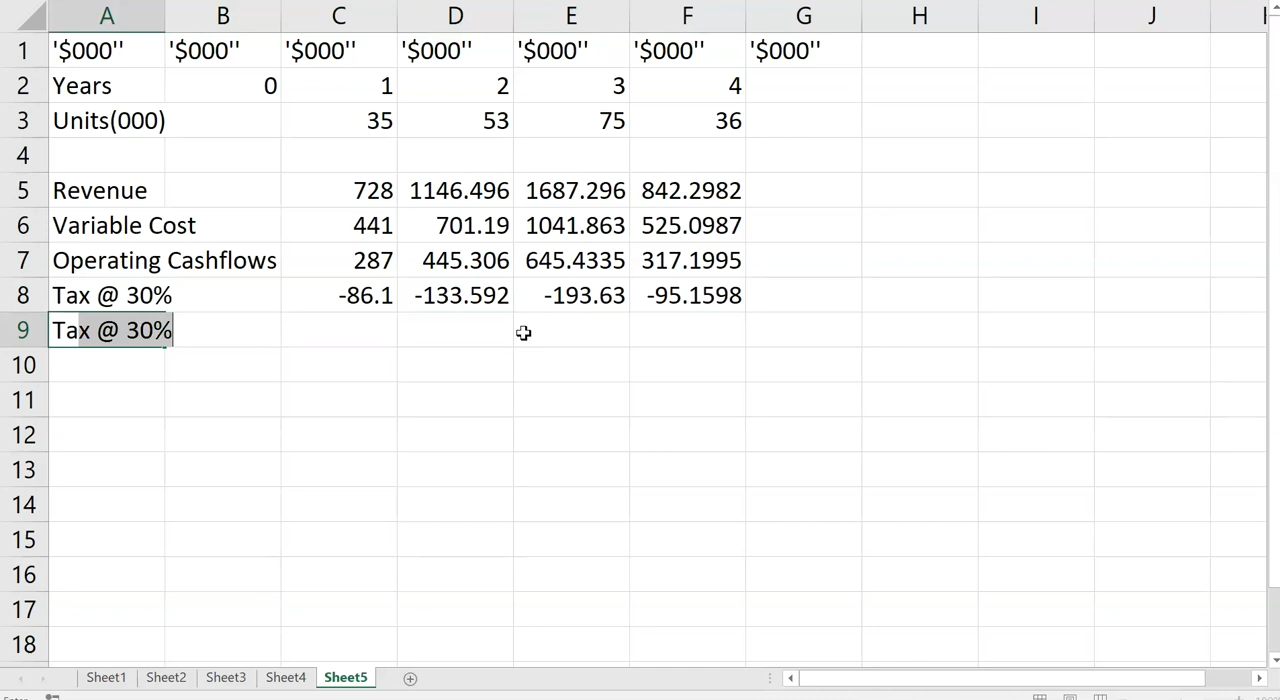 A B C D E F G H I J
1 '$000'' '$000'' '$000'' '$000'' '$000'' '$000'' '$000''
2 Years 0 1 2 3 4
3 Units(000) 35 53 75 36
4
5 Revenue 728 1146.496 1687.296 842.2982
6 Variable Cost 441 701.19 1041.863 525.0987
7 Operating Cashflows 287 445.306 645.4335 317.1995
8 Tax @ 30% -86.1 -133.592 -193.63 -95.1598
9 Tax @ 30%
10
11
12
13
14
15
16
17
18
Sheet1 Sheet2 Sheet3 Sheet4 Sheet5